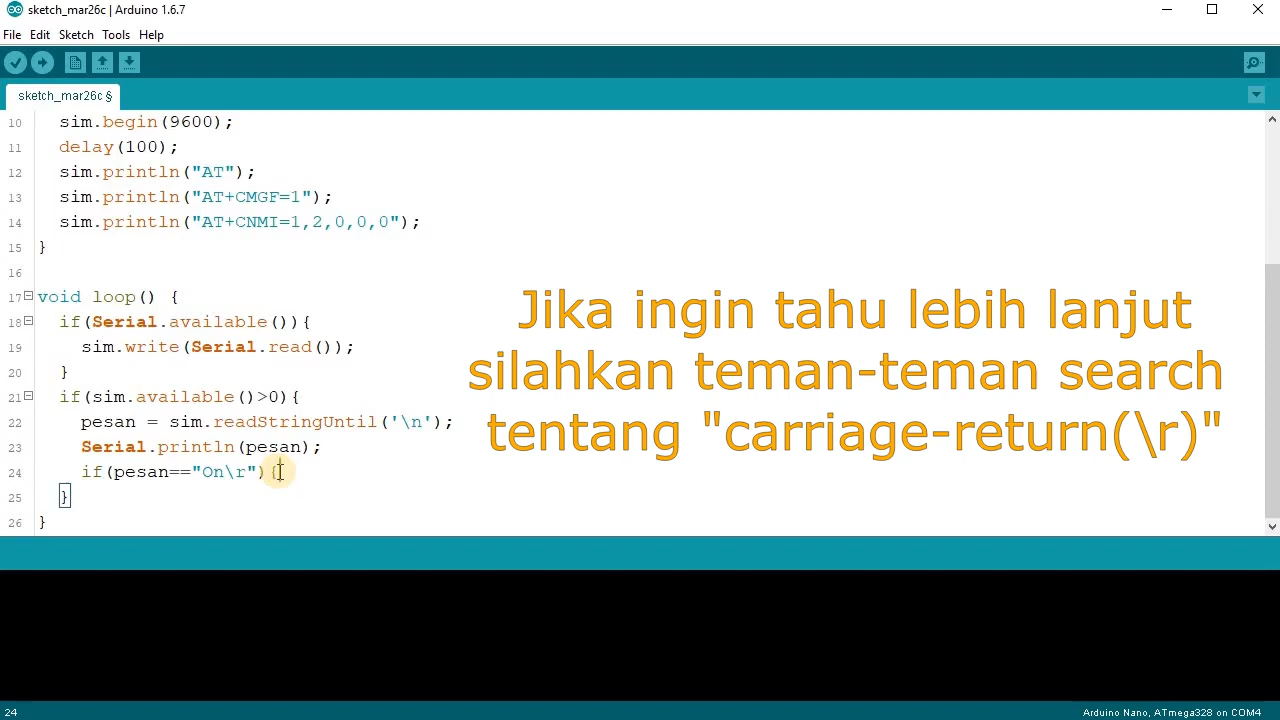 sketch_mar26c | Arduino 1.6.7
File Edit Sketch Tools Help
sketch_mar26c §
10 sim.begin(9600);
11 delay(100);
12 sim.println("AT");
13 sim.println("AT+CMGF=1");
14 sim.println("AT+CNMI=1,2,0,0,0");
15 }
16
17 void loop() {
18 if(Serial.available()){
19 sim.write(Serial.read());
20 }
21 if(sim.available()>0){
22 pesan = sim.readStringUntil('\n');
23 Serial.println(pesan);
24 if(pesan=="On\r"){
25 }
26 }
Jika ingin tahu lebih lanjut
silahkan teman-teman search
tentang "carriage-return(\r)"
24
Arduino Nano, ATmega328 on COM4